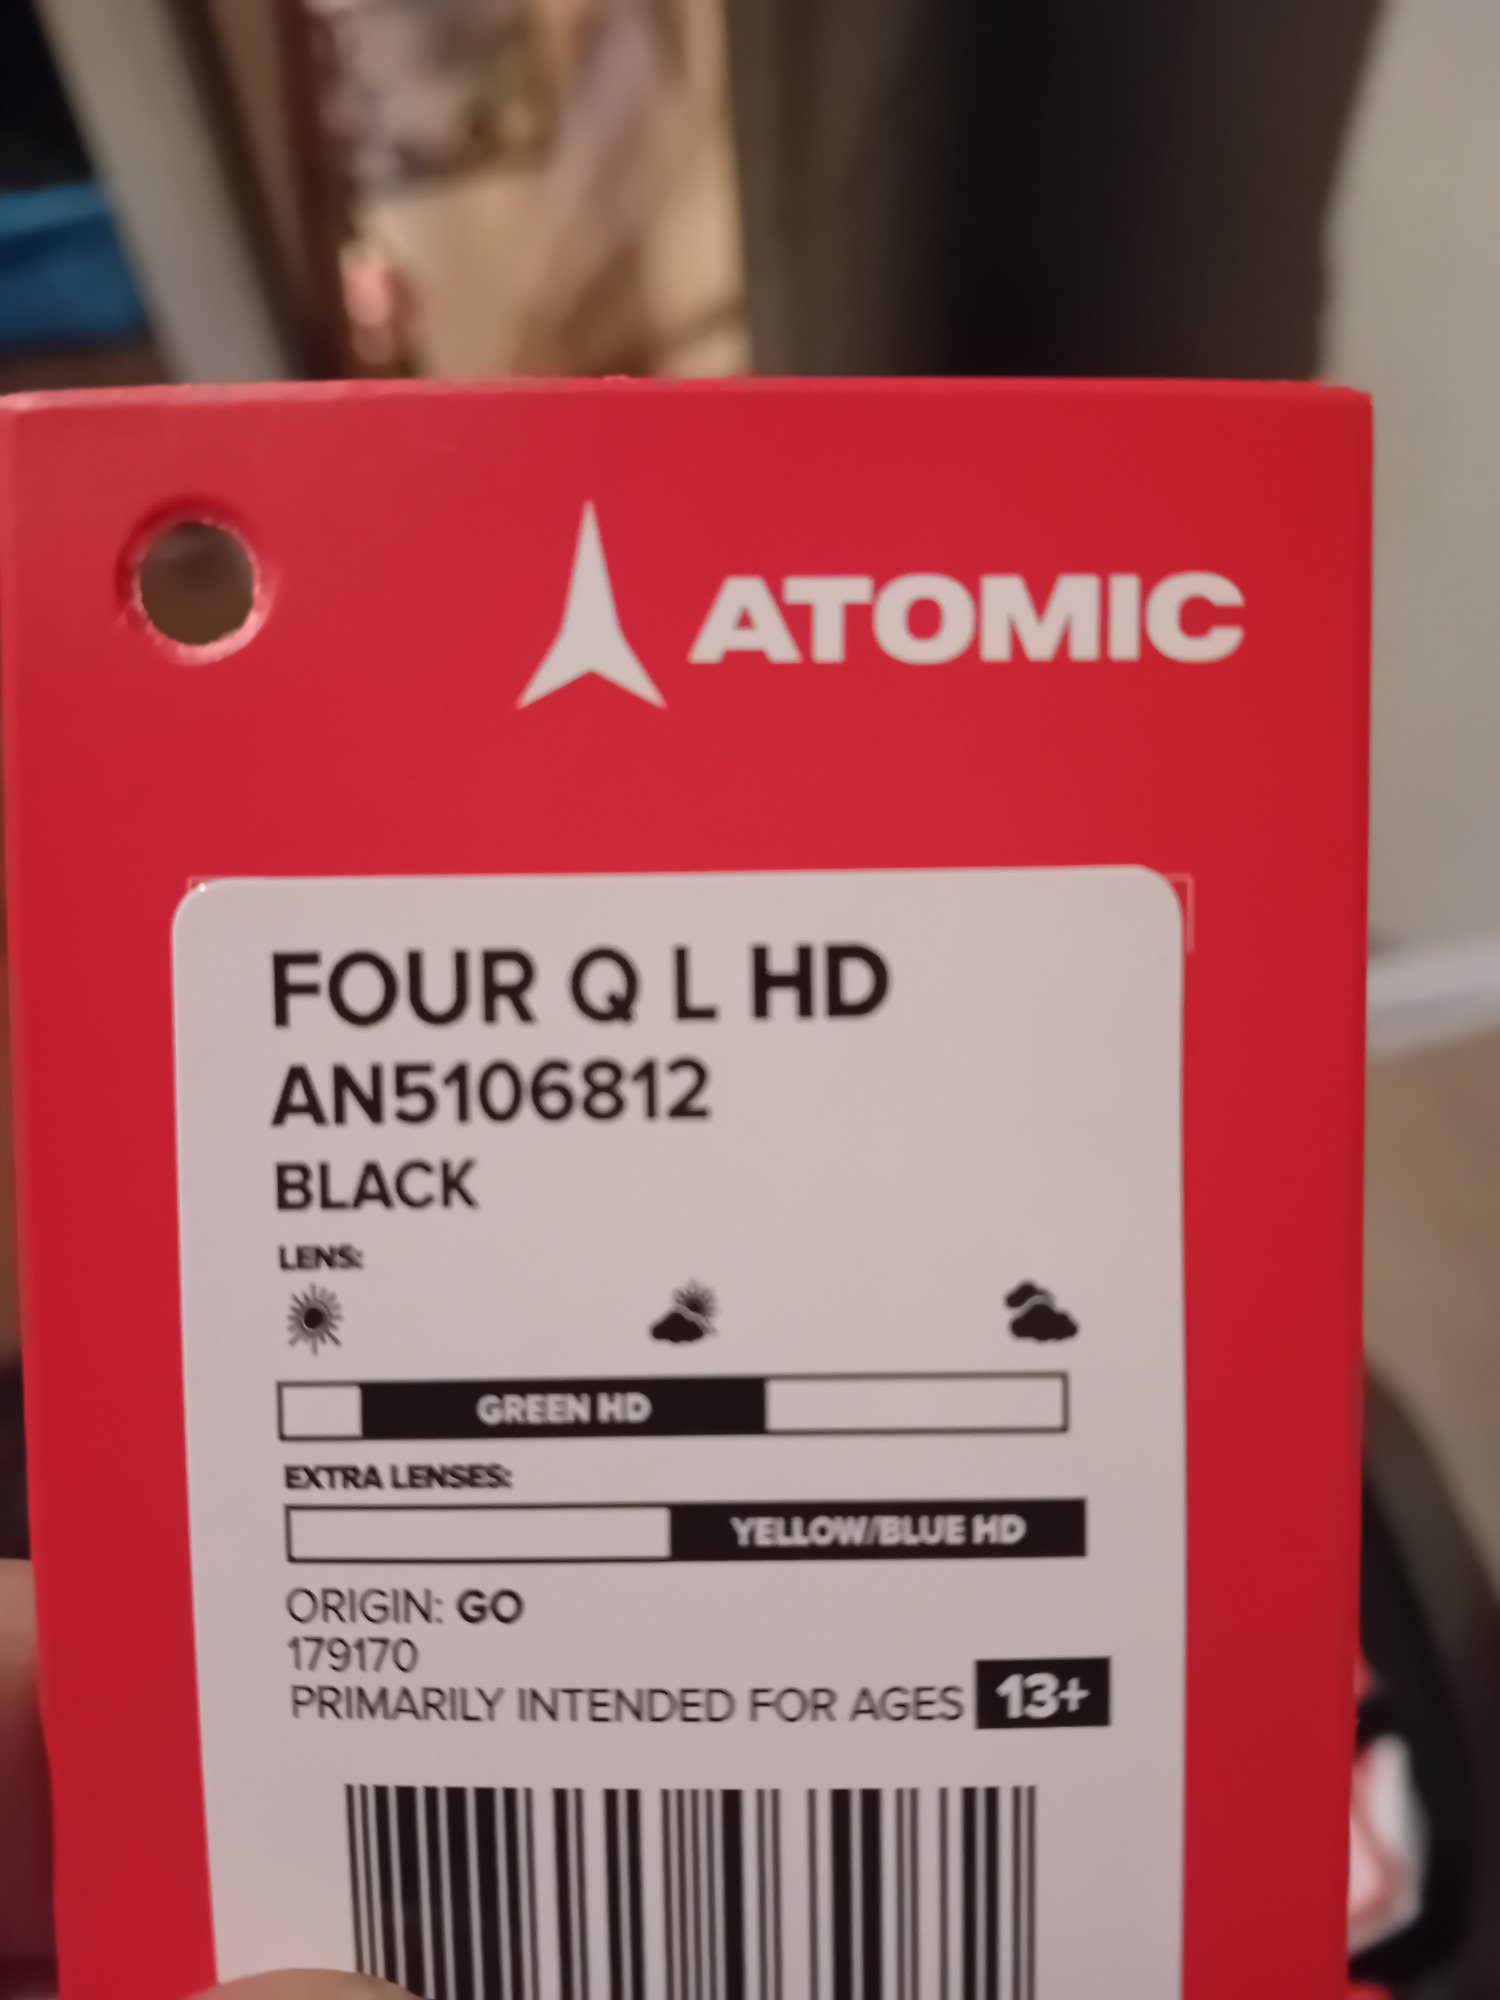 ATOMIC
FOUR Q L HD
AN5106812
BLACK
LENS:
GREEN HD
EXTRA LENSES:
YELLOW/BLUE HD
ORIGIN: GO
179170
PRIMARILY INTENDED FOR AGES 13+